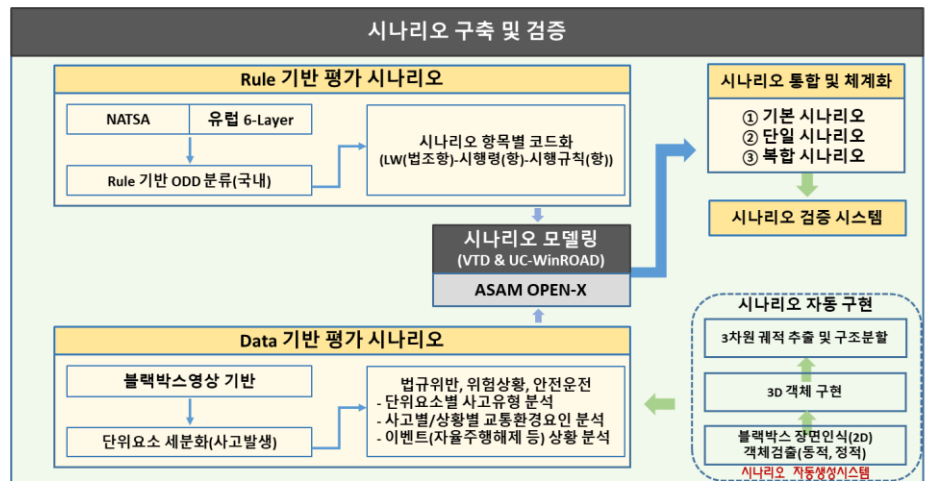 시나리오 구축 및 검증
Rule 기반 평가 시나리오
NATSA
유럽 6-Layer
Rule 기반 ODD 분류(국내)
시나리오 항목별 코드화
(LW(법조항)-시행령(항)-시행규칙(항))
시나리오 통합 및 체계화
① 기본 시나리오
② 단일 시나리오
③ 복합 시나리오
시나리오 검증 시스템
시나리오 모델링
(VTD & UC-WinROAD)
ASAM OPEN-X
Data 기반 평가 시나리오
블랙박스영상 기반
단위요소 세분화(사고발생)
법규위반, 위험상황, 안전운전
- 단위요소별 사고유형 분석
- 사고별/상황별 교통환경요인 분석
- 이벤트(자율주행해제 등) 상황 분석
시나리오 자동 구현
3차원 궤적 추출 및 구조분할
3D 객체 구현
블랙박스 장면인식(2D)
객체검출(동적, 정적)
시나리오 자동생성시스템